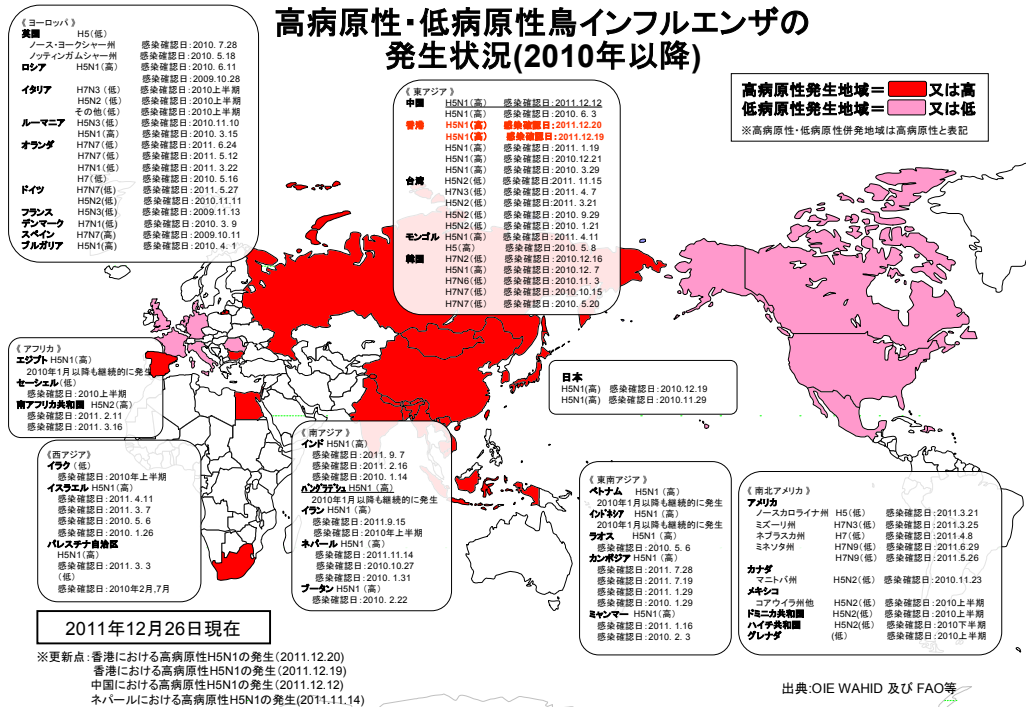 高病原性・低病原性鳥インフルエンザの
発生状況(2010年以降)
高病原性発生地域＝ 又は高
低病原性発生地域＝ 又は低
※高病原性・低病原性併発地域は高病原性と表記
《ヨーロッパ》
英国 H5(低)
ノース・ヨークシャー州 感染確認日：2010. 7.28
ノッティンガムシャー州 感染確認日：2010. 5.18
ロシア H5N1(高) 感染確認日：2010. 6.11
感染確認日：2009.10.28
イタリア H7N3 (低) 感染確認日：2010上半期
H5N2 (低) 感染確認日：2010上半期
その他(低) 感染確認日：2010上半期
ルーマニア H5N3(低) 感染確認日：2010.11.10
H5N1(高) 感染確認日：2010. 3.15
オランダ H7N7(低) 感染確認日：2011. 6.24
H7N7(低) 感染確認日：2011. 5.12
H7N1(低) 感染確認日：2011. 3.22
H7(低) 感染確認日：2010. 5.16
ドイツ H7N7(低) 感染確認日：2011. 5.27
H5N2(低) 感染確認日：2010.11.11
フランス H5N3(低) 感染確認日：2009.11.13
デンマーク H7N1(低) 感染確認日：2010. 3. 9
スペイン H7N7(高) 感染確認日：2009.10.11
ブルガリア H5N1(高) 感染確認日：2010. 4. 1
《東アジア》
中国 H5N1(高) 感染確認日：2011.12.12
H5N1(高) 感染確認日：2010. 6. 3
香港 H5N1(高) 感染確認日：2011.12.20
H5N1(高) 感染確認日：2011.12.19
H5N1(高) 感染確認日：2011. 1.19
H5N1(高) 感染確認日：2010.12.21
H5N1(高) 感染確認日：2010. 3.29
台湾 H5N2(低) 感染確認日：2011. 11.15
H7N3(低) 感染確認日：2011. 4. 7
H5N2(低) 感染確認日：2011. 3.21
H5N2(低) 感染確認日：2010. 9.29
H5N2(低) 感染確認日：2010. 1.21
モンゴル H5N1(高) 感染確認日：2011. 4.11
H5(高) 感染確認日：2010. 5. 8
韓国 H7N2(低) 感染確認日：2010.12.16
H5N1(高) 感染確認日：2010.12. 7
H7N6(低) 感染確認日：2010.11. 3
H7N7(低) 感染確認日：2010.10.15
H7N7(低) 感染確認日：2010. 5.20
《アフリカ》
エジプト H5N1(高)
2010年1月以降も継続的に発生
セーシェル(低)
感染確認日：2010上半期
南アフリカ共和国 H5N2(高)
感染確認日：2011. 2.11
感染確認日：2011. 3.16
日本
H5N1(高) 感染確認日：2010.12.19
H5N1(高) 感染確認日：2010.11.29
《西アジア》
イラク (低)
感染確認日：2010年上半期
イスラエル H5N1(高)
感染確認日：2011. 4.11
感染確認日：2011. 3. 7
感染確認日：2010. 5. 6
感染確認日：2010. 1.26
パレスチナ自治区
H5N1(高)
感染確認日：2011. 3. 3
(低)
感染確認日：2010年2月,7月
《南アジア》
インド H5N1(高)
感染確認日：2011. 9. 7
感染確認日：2011. 2.16
感染確認日：2010. 1.14
バングラデシュ H5N1(高)
2010年1月以降も継続的に発生
イラン H5N1(高)
感染確認日：2011.9.15
感染確認日：2010年上半期
ネパール H5N1(高)
感染確認日：2011.11.14
感染確認日：2010.10.27
感染確認日：2010. 1.31
ブータン H5N1(高)
感染確認日：2010. 2.22
《東南アジア》
ベトナム H5N1(高)
2010年1月以降も継続的に発生
インドネシア H5N1(高)
2010年1月以降も継続的に発生
ラオス H5N1(高)
感染確認日：2010. 5. 6
カンボジア H5N1(高)
感染確認日：2011. 7.28
感染確認日：2011. 7.19
感染確認日：2011. 1.29
感染確認日：2010. 1.29
ミャンマー H5N1(高)
感染確認日：2011. 1.16
感染確認日：2010. 2. 3
《南北アメリカ》
アメリカ
ノースカロライナ州 H5(低) 感染確認日：2011.3.21
ミズーリ州 H7N3(低) 感染確認日：2011.3.25
ネブラスカ州 H7(低) 感染確認日：2011.4.8
ミネソタ州 H7N9(低) 感染確認日：2011.6.29
H7N9(低) 感染確認日：2011.5.26
カナダ
マニトバ州 H5N2(低) 感染確認日：2010.11.23
メキシコ
コアウイラ州他 H5N2(低) 感染確認日：2010上半期
ドミニカ共和国 H5N2(低) 感染確認日：2010上半期
ハイチ共和国 H5N2(低) 感染確認日：2010下半期
グレナダ (低) 感染確認日：2010上半期
2011年12月26日現在
※更新点：香港における高病原性H5N1の発生(2011.12.20)
香港における高病原性H5N1の発生(2011.12.19)
中国における高病原性H5N1の発生(2011.12.12)
ネパールにおける高病原性H5N1の発生(2011.11.14)
出典:OIE WAHID 及び FAO等